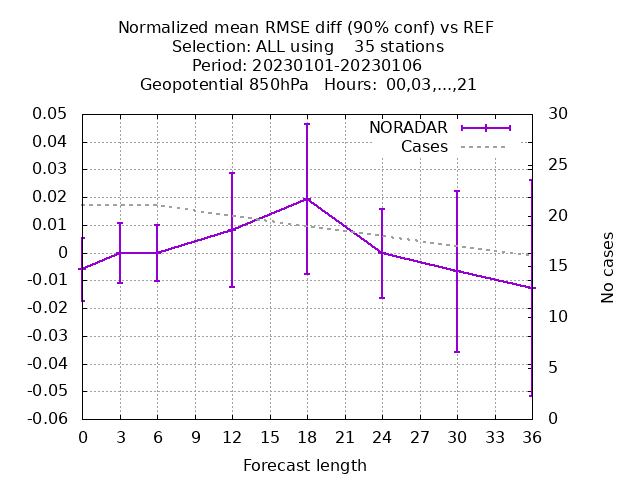 Normalized mean RMSE diff (90% conf) vs REF
Selection: ALL using    35 stations
Period: 20230101-20230106
Geopotential 850hPa   Hours: 00,03,...,21
NORADAR
Cases
0.05
0.04
0.03
0.02
0.01
0
-0.01
-0.02
-0.03
-0.04
-0.05
-0.06
30
25
20
15
10
5
0
No cases
0 3 6 9 12 15 18 21 24 27 30 33 36
Forecast length